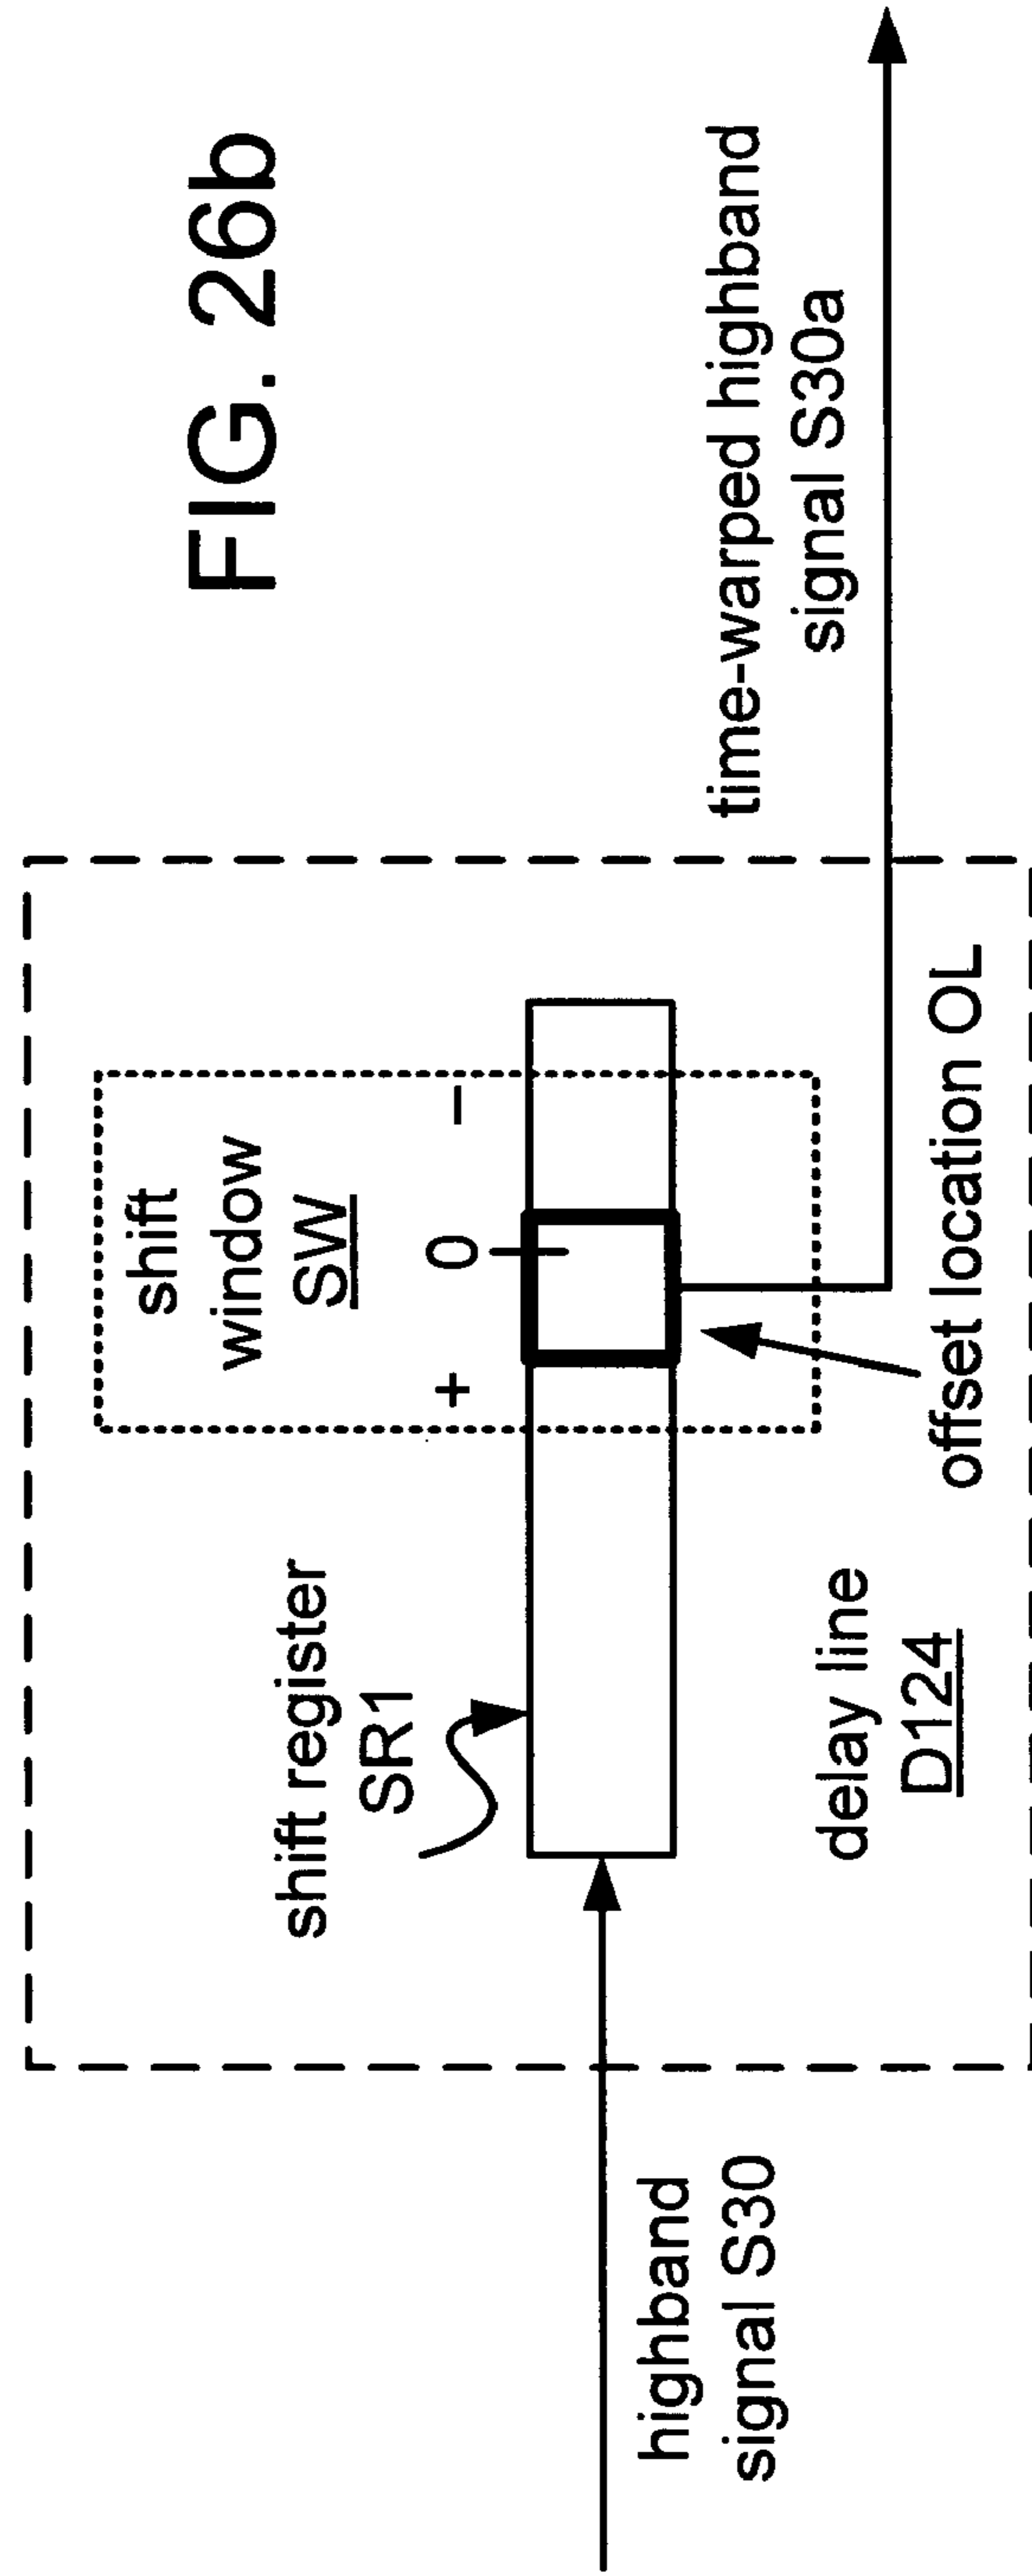 FIG. 26b
shift register
SR1
shift
window
SW
+ 0 −
highband
signal S30
delay line
D124
offset location OL
time-warped highband
signal S30a